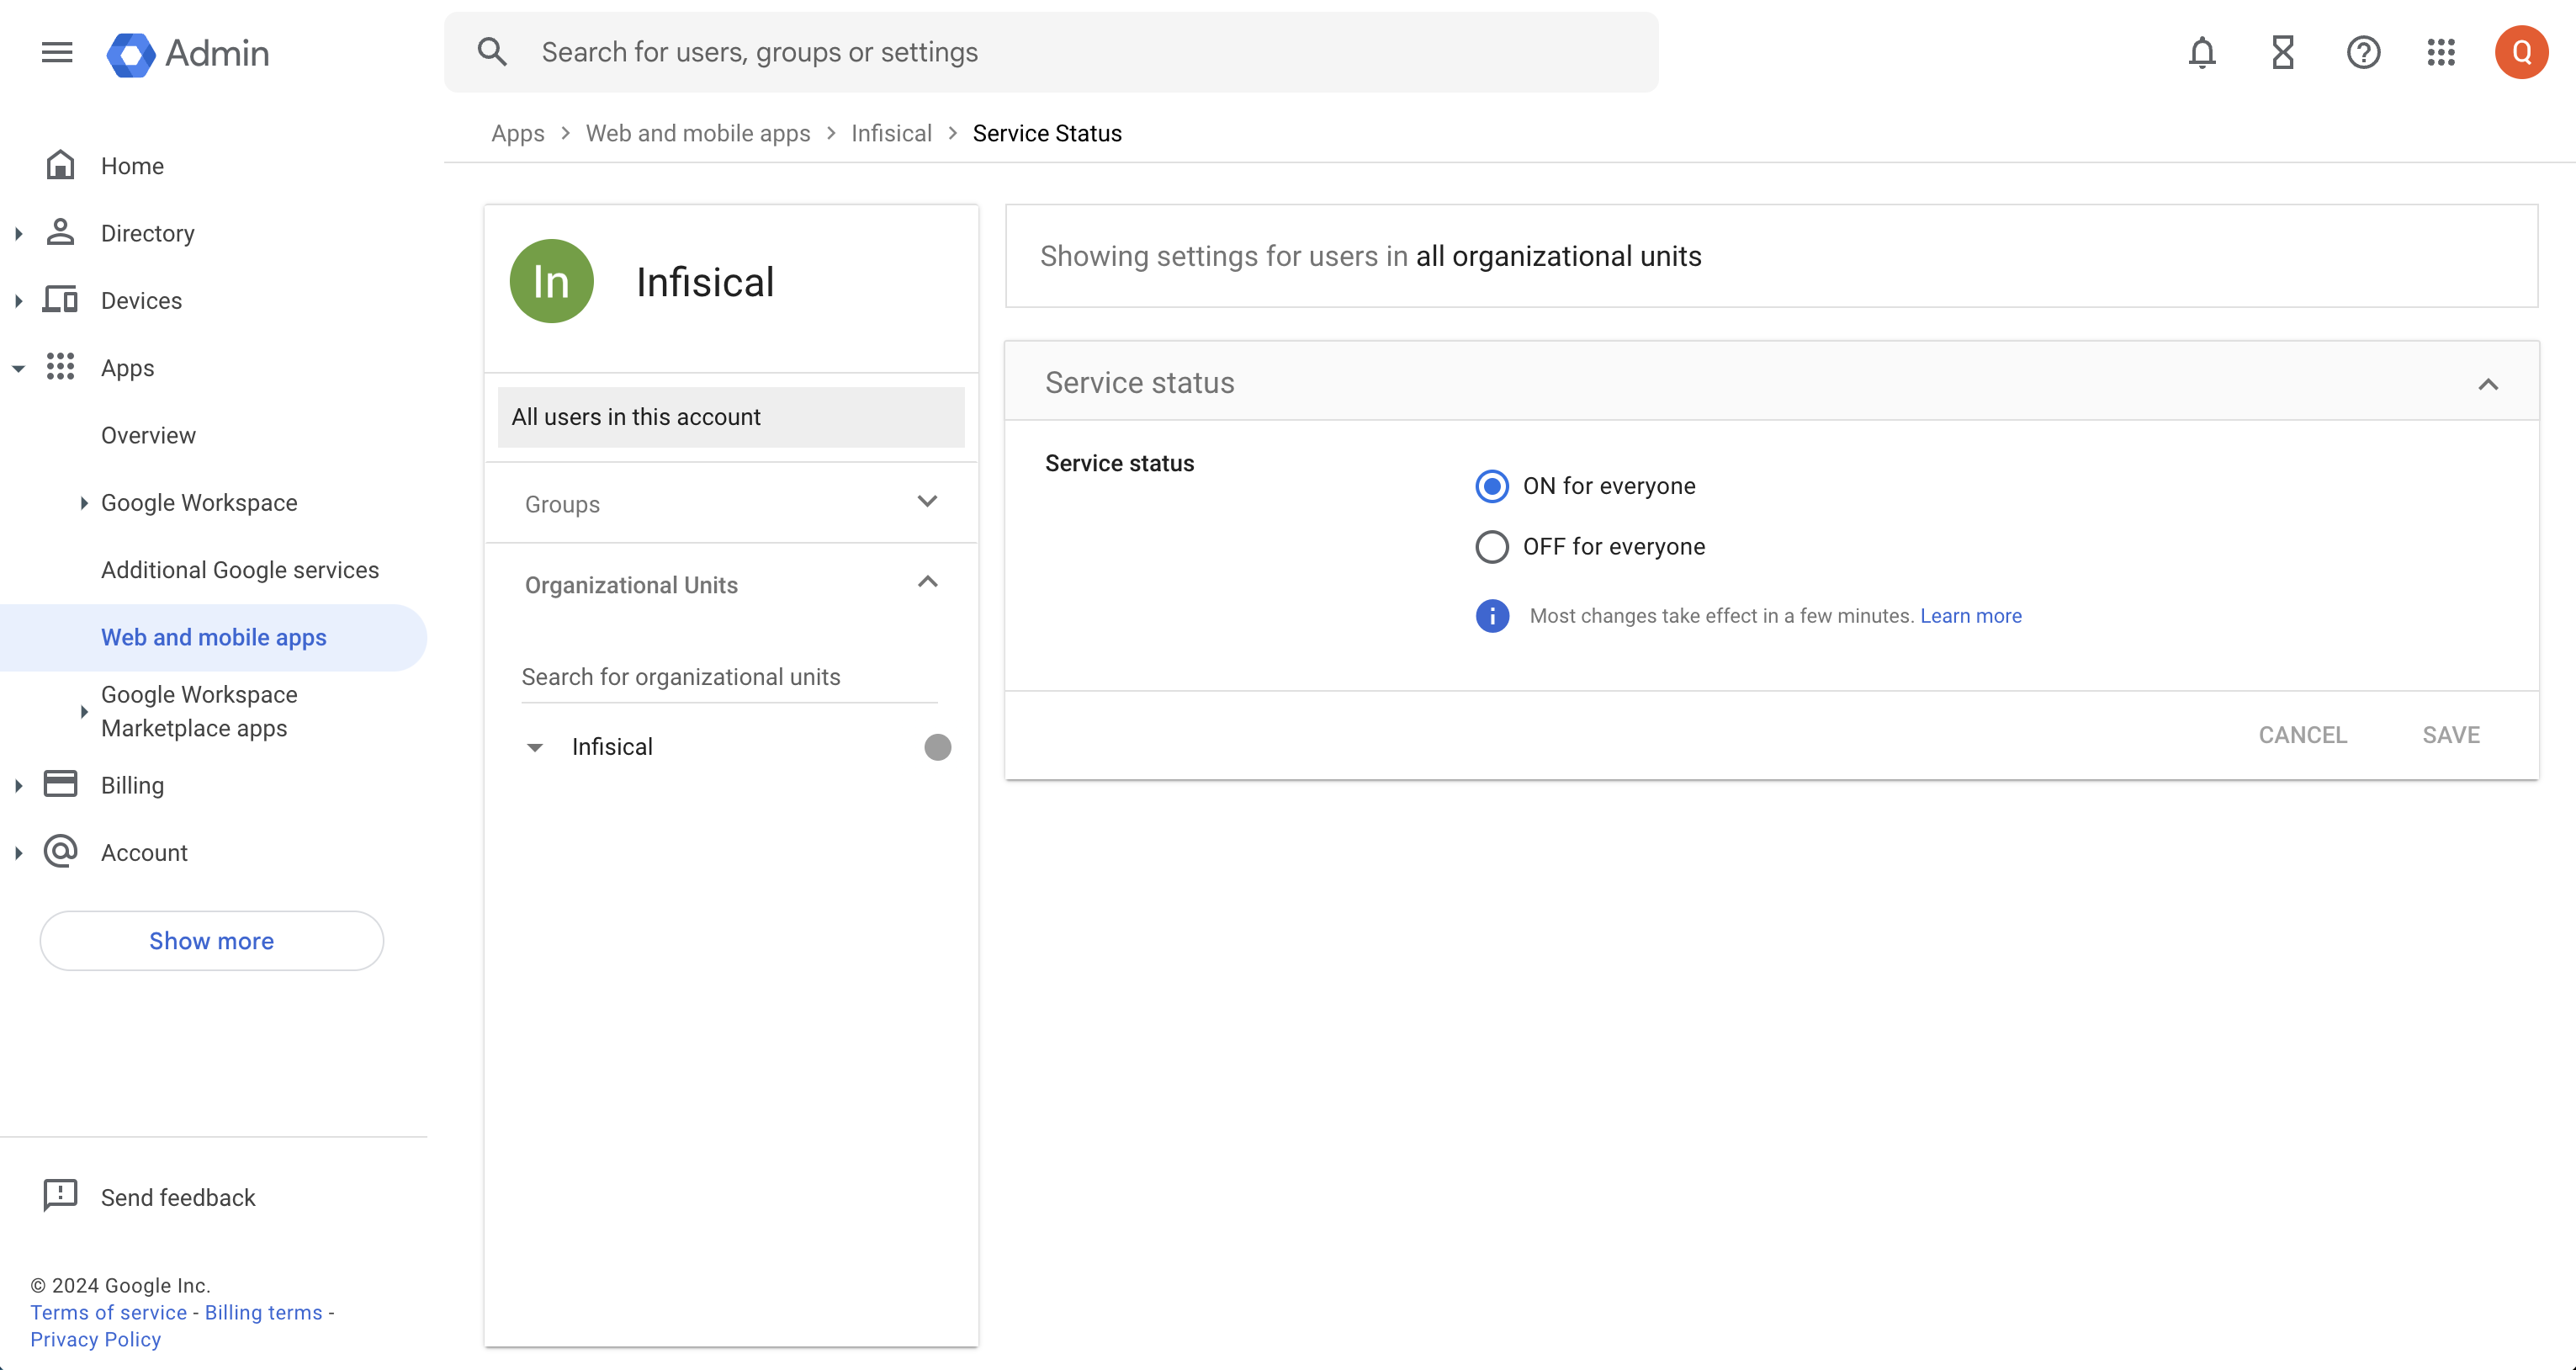 Admin
Search for users, groups or settings
Q
Apps > Web and mobile apps > Infisical > Service Status
Home
Directory
Devices
Apps
Overview
Google Workspace
Additional Google services
Web and mobile apps
Google Workspace
Marketplace apps
Billing
Account
Show more
Send feedback
© 2024 Google Inc.
Terms of service - Billing terms -
Privacy Policy
In
Infisical
All users in this account
Groups
Organizational Units
Search for organizational units
Infisical
Showing settings for users in all organizational units
Service status
Service status
ON for everyone
OFF for everyone
Most changes take effect in a few minutes. Learn more
CANCEL
SAVE